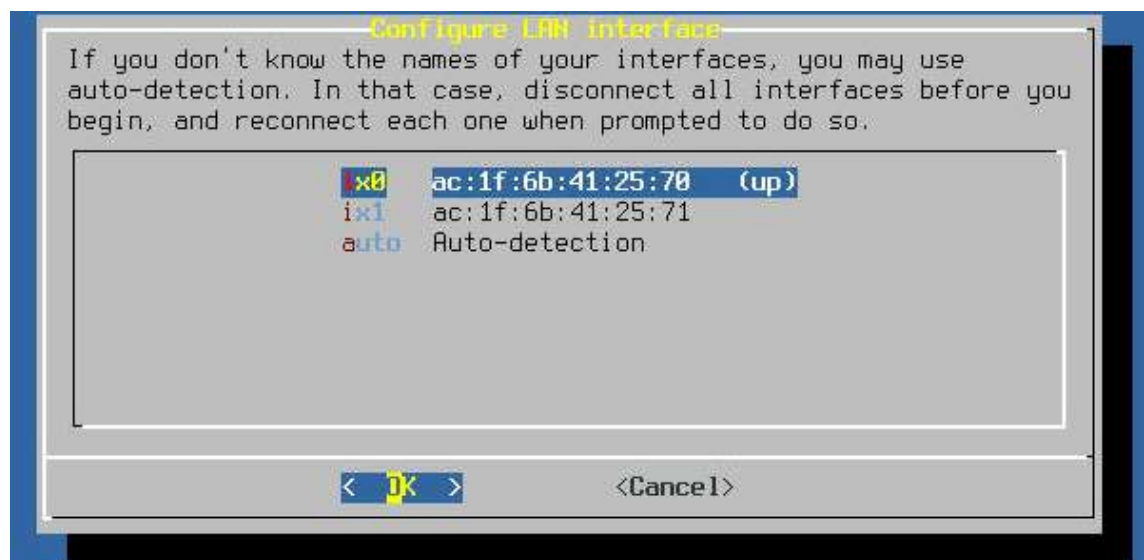 Configure LAN interface
If you don't know the names of your interfaces, you may use
auto-detection. In that case, disconnect all interfaces before you
begin, and reconnect each one when prompted to do so.
ix0 ac:1f:6b:41:25:70 (up)
ix1 ac:1f:6b:41:25:71
auto Auto-detection
< OK > <Cancel>